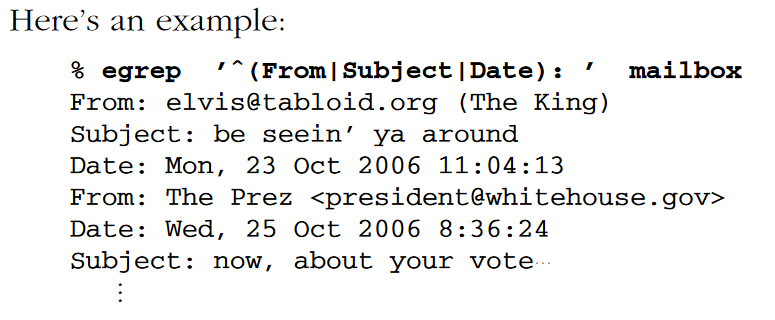 Here’s an example:
% egrep ’^(From|Subject|Date): ’ mailbox
From: elvis@tabloid.org (The King)
Subject: be seein’ ya around
Date: Mon, 23 Oct 2006 11:04:13
From: The Prez <president@whitehouse.gov>
Date: Wed, 25 Oct 2006 8:36:24
Subject: now, about your vote···
⋮